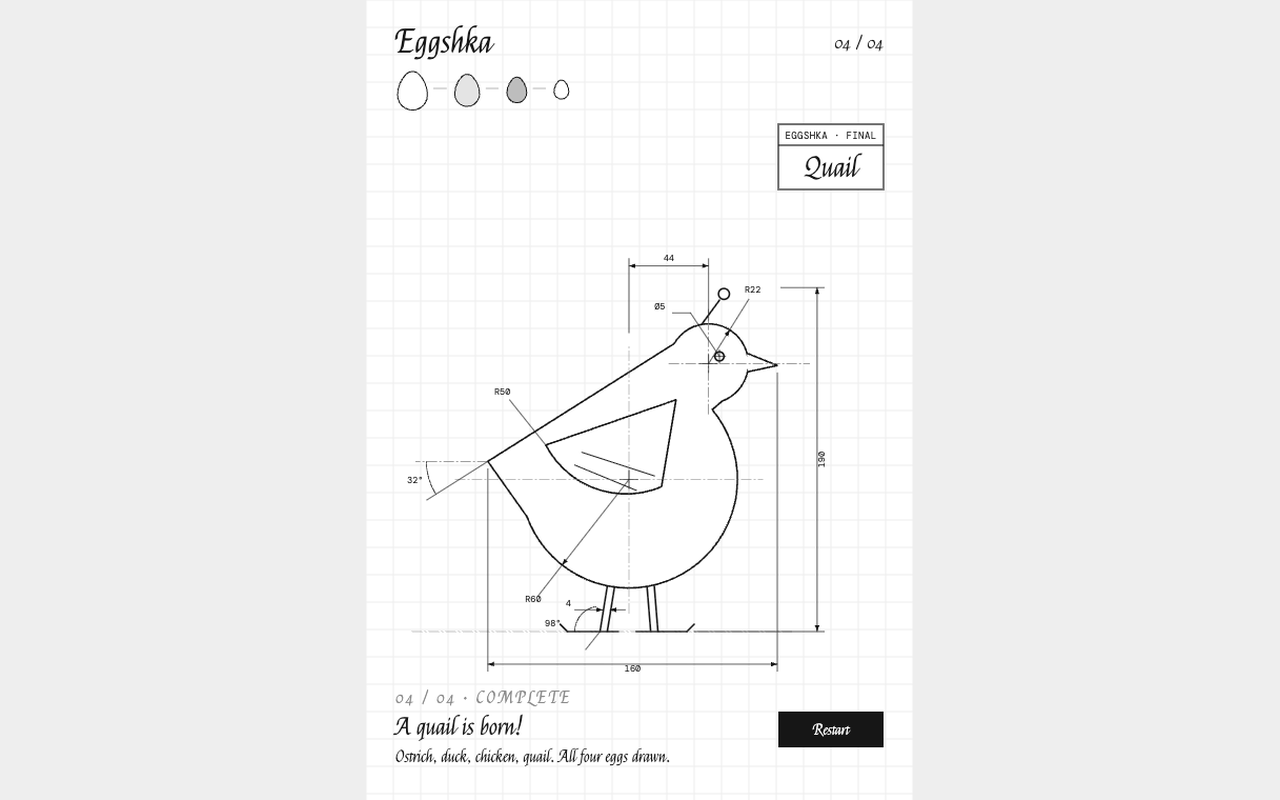 Eggshka
04 / 04
EGGSHKA · FINAL
Quail
44
R22
Ø5
R50
190
32°
R60
4
98°
160
04 / 04 · COMPLETE
A quail is born!
Restart
Ostrich, duck, chicken, quail. All four eggs drawn.